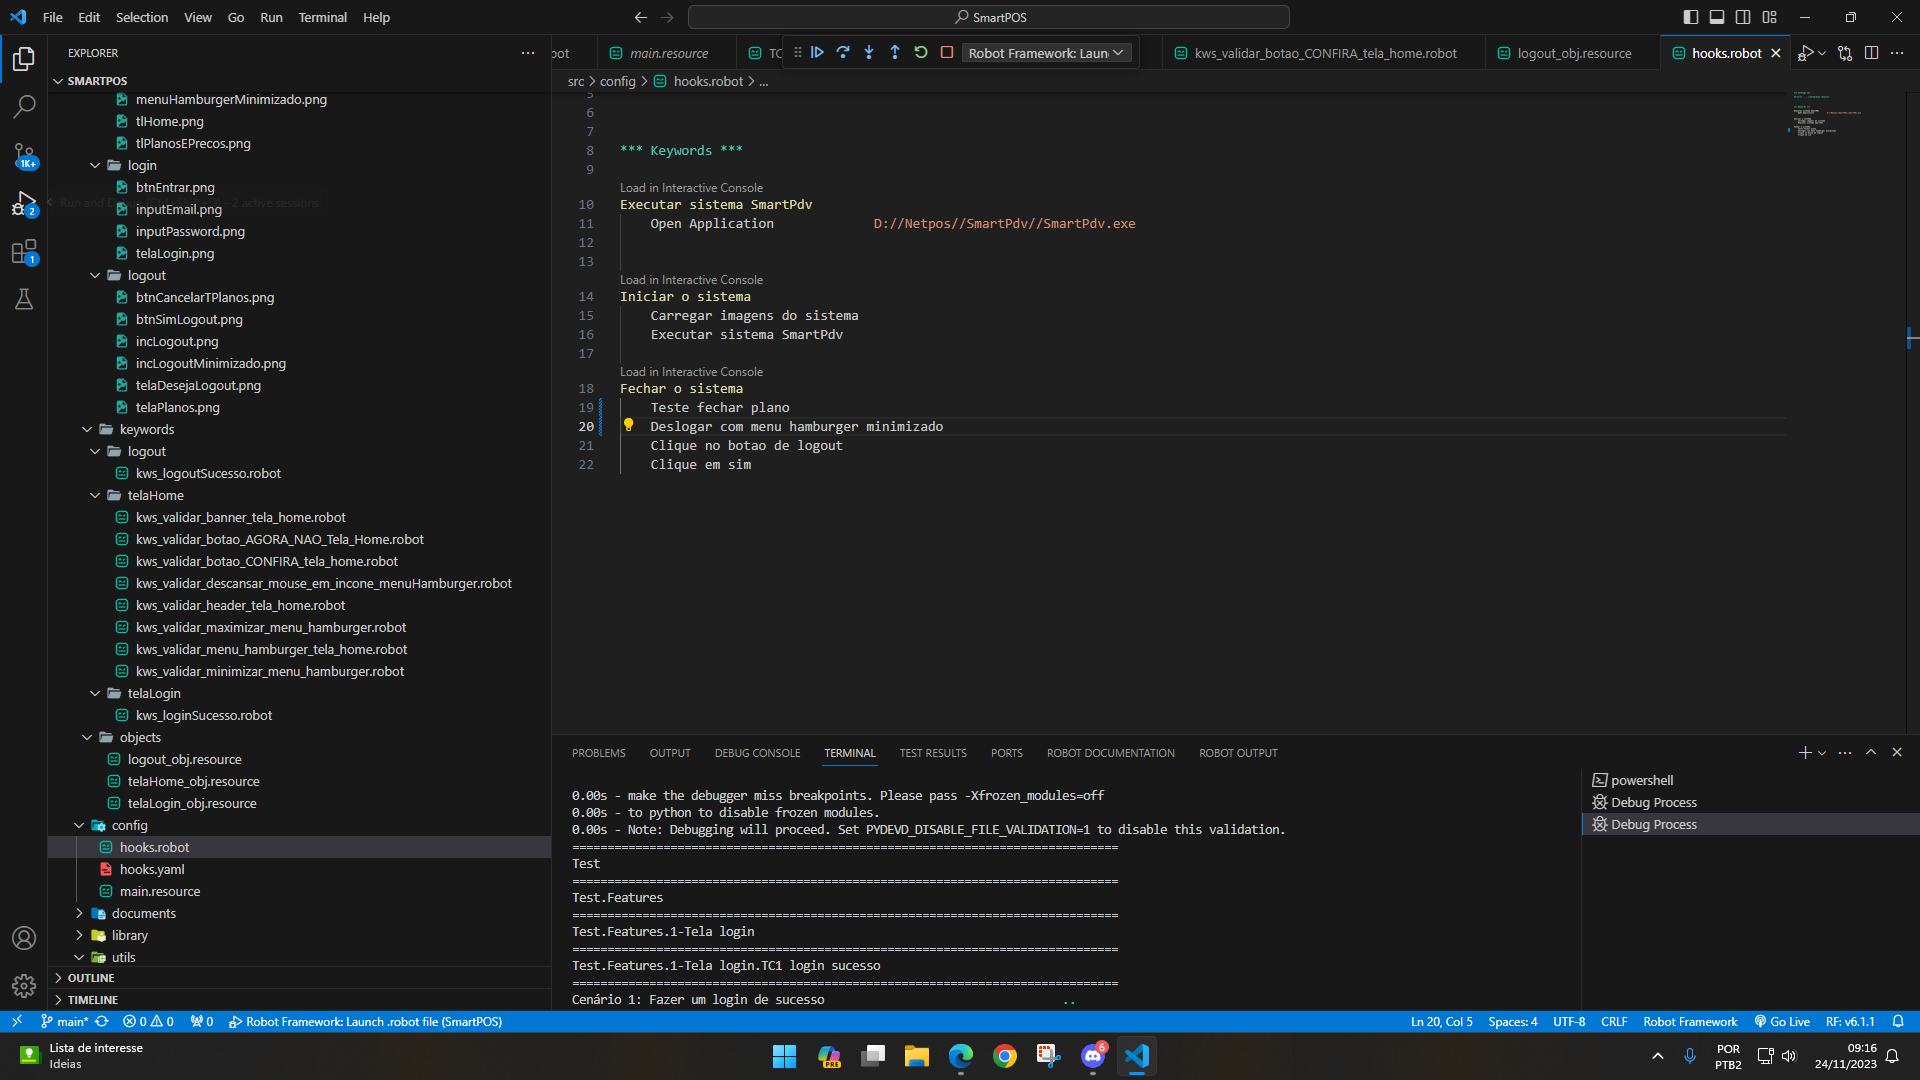 File Edit Selection View Go Run Terminal Help
SmartPOS
EXPLORER
SMARTPOS
menuHamburgerMinimizado.png
tlHome.png
tlPlanosEPrecos.png
login
btnEntrar.png
inputEmail.png
inputPassword.png
telaLogin.png
logout
btnCancelarTPlanos.png
btnSimLogout.png
incLogout.png
incLogoutMinimizado.png
telaDesejaLogout.png
telaPlanos.png
keywords
logout
kws_logoutSucesso.robot
telaHome
kws_validar_banner_tela_home.robot
kws_validar_botao_AGORA_NAO_Tela_Home.robot
kws_validar_botao_CONFIRA_tela_home.robot
kws_validar_descansar_mouse_em_incone_menuHamburger.robot
kws_validar_header_tela_home.robot
kws_validar_maximizar_menu_hamburger.robot
kws_validar_menu_hamburger_tela_home.robot
kws_validar_minimizar_menu_hamburger.robot
telaLogin
kws_loginSucesso.robot
objects
logout_obj.resource
telaHome_obj.resource
telaLogin_obj.resource
config
hooks.robot
hooks.yaml
main.resource
documents
library
utils
OUTLINE
TIMELINE
1K+
2
1
bot main.resource TC Robot Framework: Laun kws_validar_botao_CONFIRA_tela_home.robot logout_obj.resource hooks.robot
src > config > hooks.robot > ...
5
6
7
8 *** Keywords ***
9
Load in Interactive Console
10 Executar sistema SmartPdv
11 Open Application D://Netpos//SmartPdv//SmartPdv.exe
12
13
Load in Interactive Console
14 Iniciar o sistema
15 Carregar imagens do sistema
16 Executar sistema SmartPdv
17
Load in Interactive Console
18 Fechar o sistema
19 Teste fechar plano
20 Deslogar com menu hamburger minimizado
21 Clique no botao de logout
22 Clique em sim
PROBLEMS OUTPUT DEBUG CONSOLE TERMINAL TEST RESULTS PORTS ROBOT DOCUMENTATION ROBOT OUTPUT
0.00s - make the debugger miss breakpoints. Please pass -Xfrozen_modules=off
0.00s - to python to disable frozen modules.
0.00s - Note: Debugging will proceed. Set PYDEVD_DISABLE_FILE_VALIDATION=1 to disable this validation.
==============================================================================
Test
==============================================================================
Test.Features
==============================================================================
Test.Features.1-Tela login
==============================================================================
Test.Features.1-Tela login.TC1 login sucesso
==============================================================================
Cenário 1: Fazer um login de sucesso ..
powershell
Debug Process
Debug Process
main* 0 0 0 Robot Framework: Launch .robot file (SmartPOS) Ln 20, Col 5 Spaces: 4 UTF-8 CRLF Robot Framework Go Live RF: v6.1.1
Lista de interesse
Ideias
PRE
6
POR
PTB2
09:16
24/11/2023